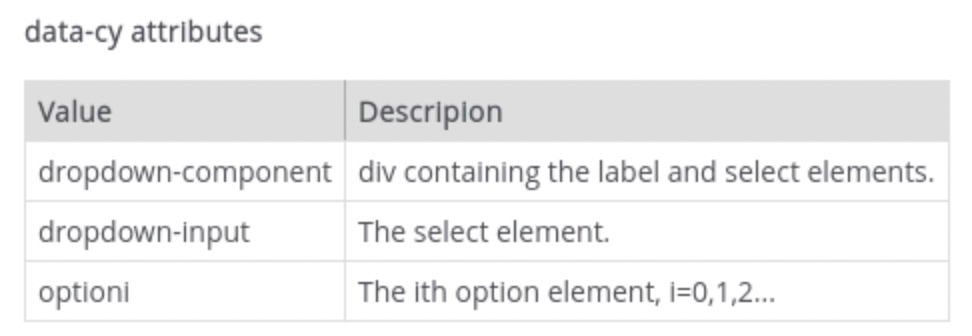 data-cy attributes
Value Descripion
dropdown-component div containing the label and select elements.
dropdown-input The select element.
optioni The ith option element, i=0,1,2...